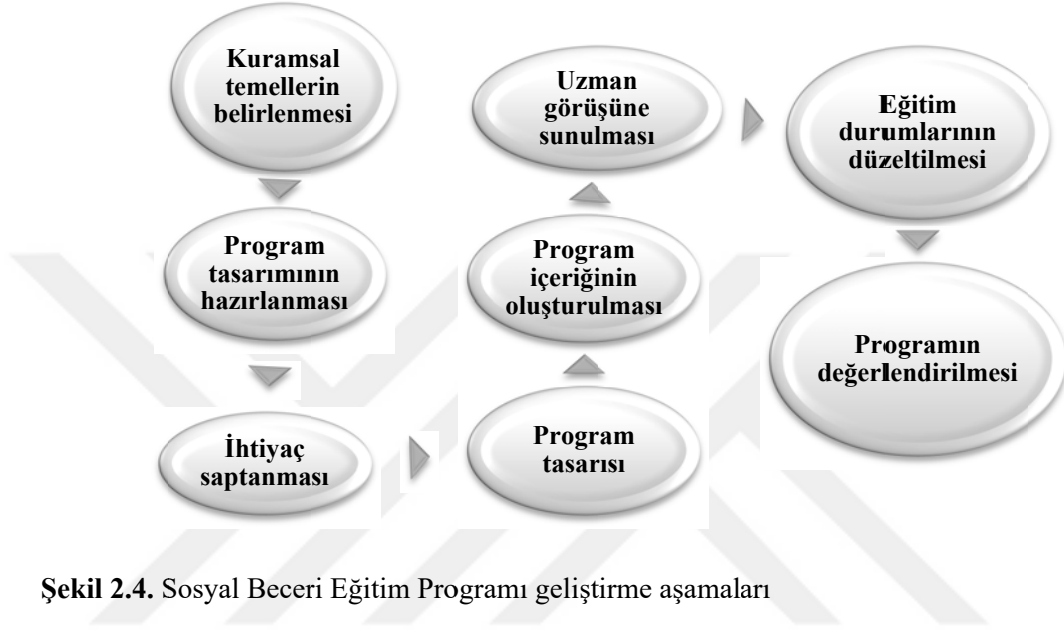 Kuramsal
temellerin
belirlenmesi
Program
tasarımının
hazırlanması
İhtiyaç
saptanması
Program
tasarısı
Program
içeriğinin
oluşturulması
Uzman
görüşüne
sunulması
Eğitim
durumlarının
düzeltilmesi
Programın
değerlendirilmesi
Şekil 2.4. Sosyal Beceri Eğitim Programı geliştirme aşamaları